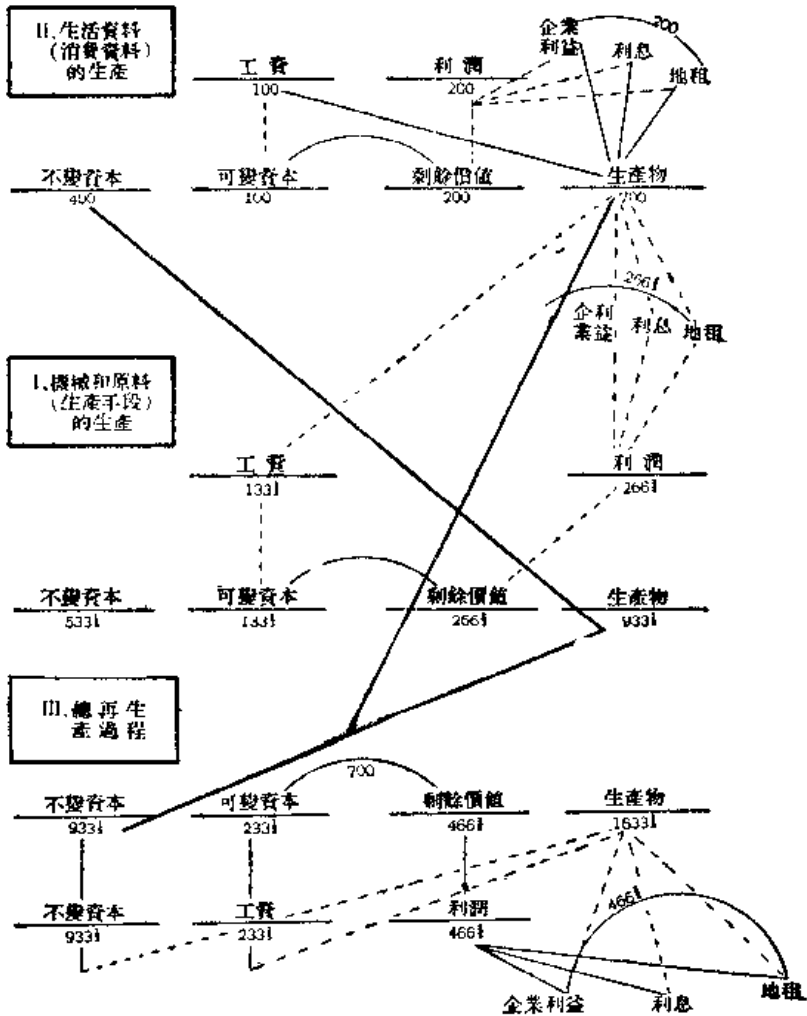 II.生活資料
(消費資料)
的生產
企業
利益
200
利息
地租
工資
利潤
100
200
不變資本
可變資本
剩餘價値
生產物
400
100
200
700
266⅔
企利
業益
利息
地租
I.機械和原料
(生產手段)
的生產
工資
利潤
133⅓
266⅔
不變資本
可變資本
剩餘價値
生產物
533⅓
133⅓
266⅔
933⅓
III.總再生
產過程
700
不變資本
可變資本
剩餘價値
生產物
933⅓
233⅓
466⅔
1633⅓
不變資本
工資
利潤
466⅔
933⅓
233⅓
466⅔
企業利益
利息
地租